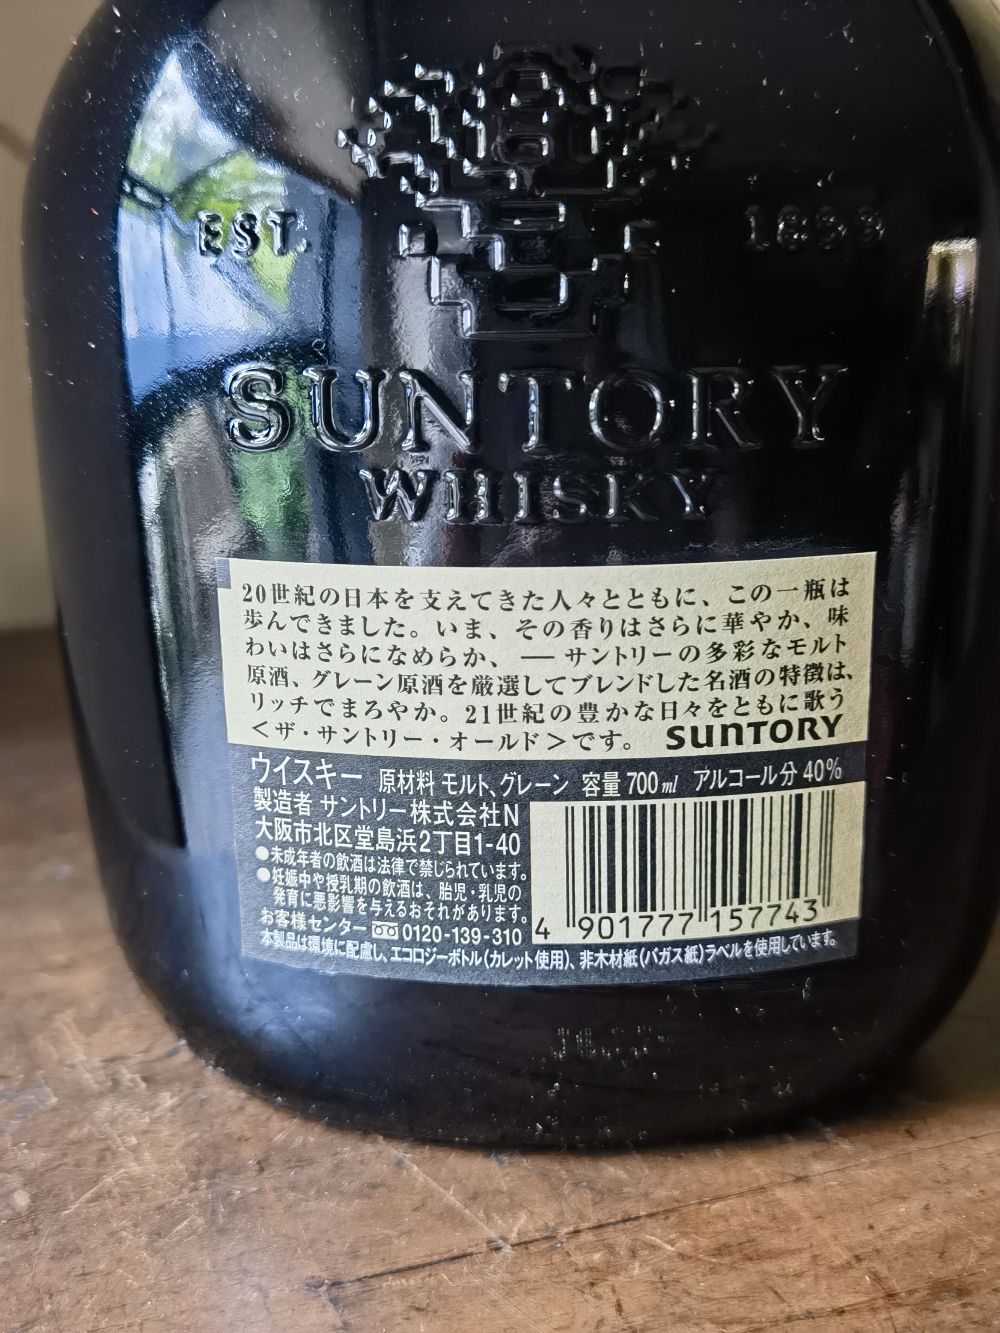 EST. 1899
SUNTORY
WHISKY
20世紀の日本を支えてきた人々とともに、この一瓶は
歩んできました。いま、その香りはさらに華やか、味
わいはさらになめらか、 ── サントリーの多彩なモルト
原酒、グレーン原酒を厳選してブレンドした名酒の特徴は、
リッチでまろやか。21世紀の豊かな日々をともに歌う
＜ザ・サントリー・オールド＞です。 SUNTORY
ウイスキー 原材料 モルト、グレーン 容量 700ml アルコール分 40%
製造者 サントリー株式会社N
大阪市北区堂島浜2丁目1-40
●未成年者の飲酒は法律で禁じられています。
●妊娠中や授乳期の飲酒は、胎児・乳児の
発育に悪影響を与えるおそれがあります。
お客様センター 0120-139-310
4 901777 157743
本製品は環境に配慮し、エコロジーボトル(カレット使用)、非木材紙(バガス紙)ラベルを使用しています。